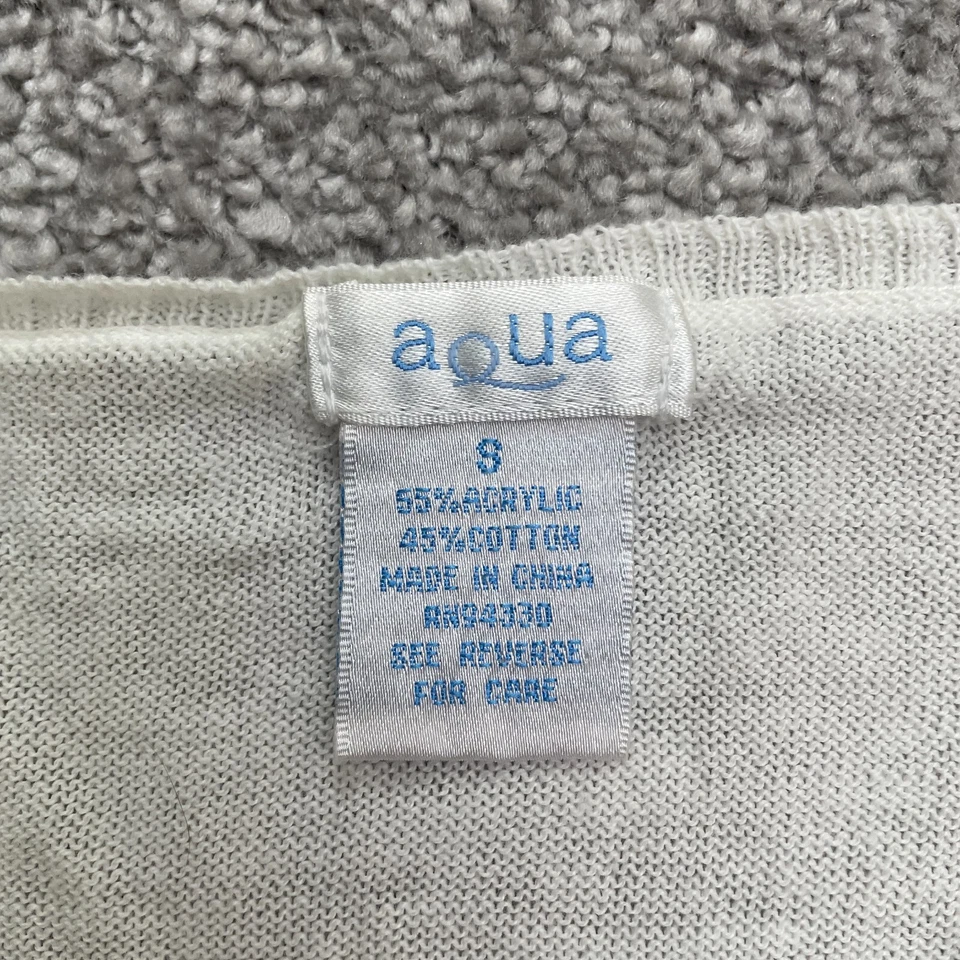 aQua
S
55%ACRYLIC
45%COTTON
MADE IN CHINA
RN94330
SEE REVERSE
FOR CARE